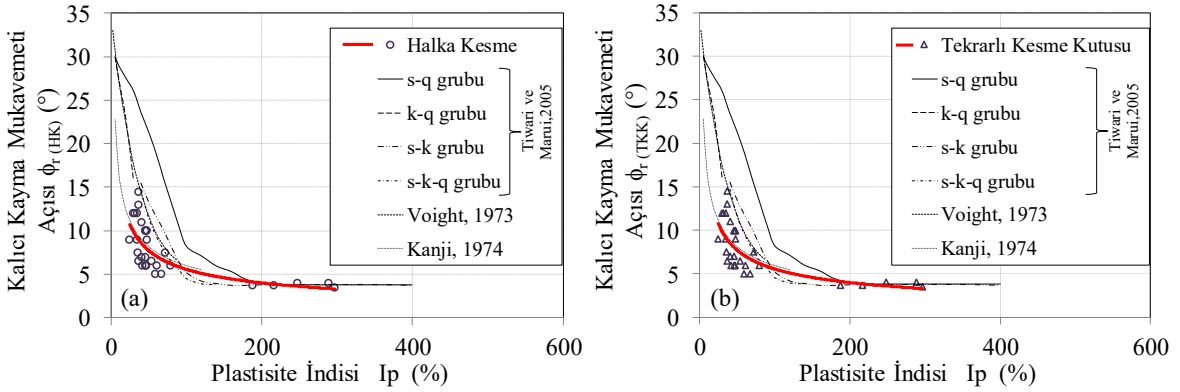 Kalıcı Kayma Mukavemeti
Açısı ϕr (HK) (°)
35
30
25
20
15
10
5
0
0
200
400
600
Plastisite İndisi Ip (%)
(a)
Halka Kesme
s-q grubu
k-q grubu
s-k grubu
s-k-q grubu
Voight, 1973
Kanji, 1974
Tiwari ve
Marui,2005
Kalıcı Kayma Mukavemeti
Açısı ϕr (TKK) (°)
35
30
25
20
15
10
5
0
0
200
400
600
Plastisite İndisi Ip (%)
(b)
Tekrarlı Kesme Kutusu
s-q grubu
k-q grubu
s-k grubu
s-k-q grubu
Voight, 1973
Kanji, 1974
Tiwari ve
Marui,2005